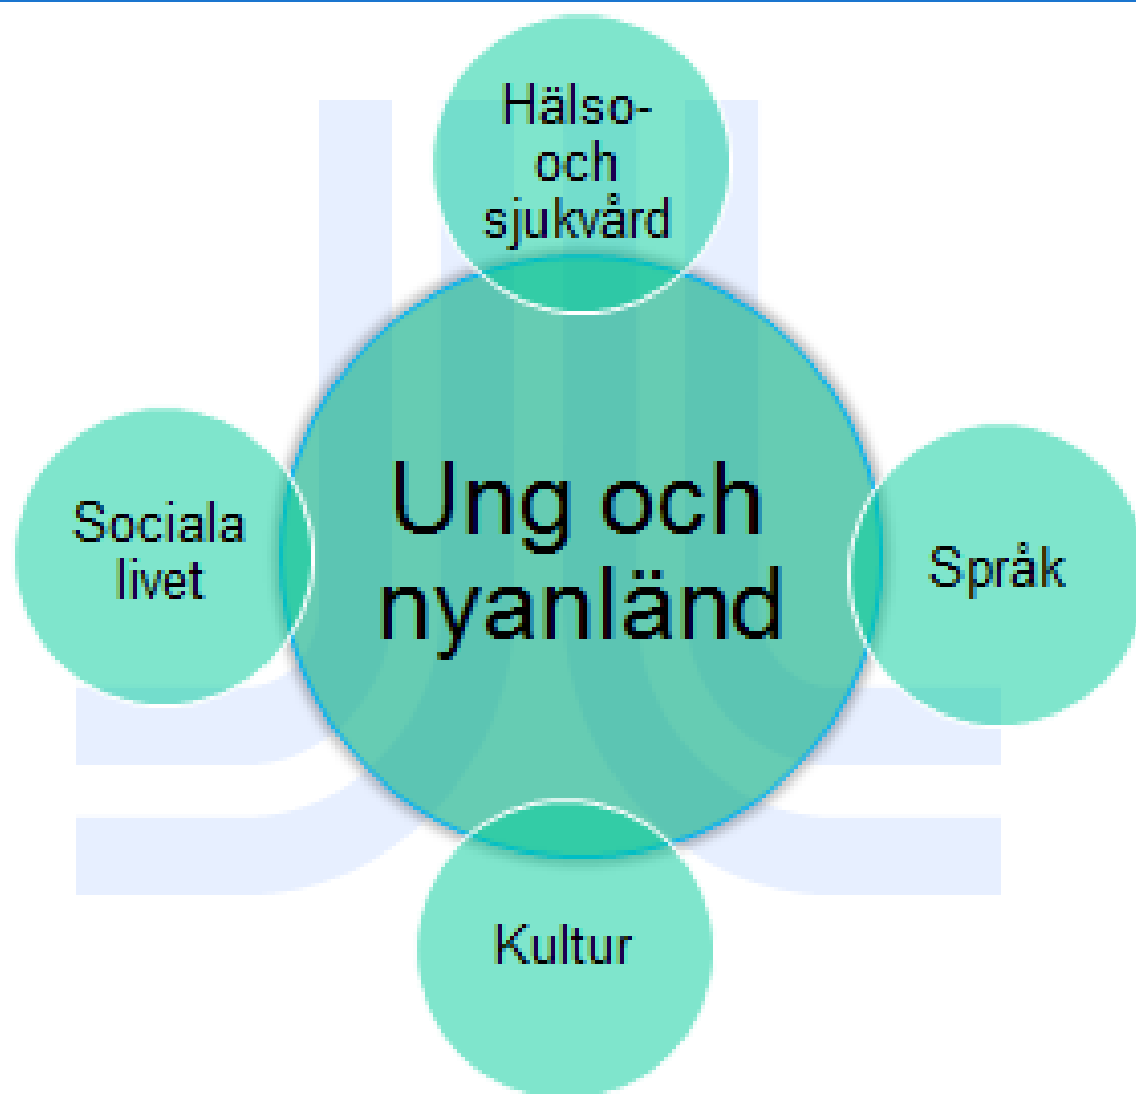 Hälso-
och
sjukvård
Sociala
livet
Ung och
nyanländ
Språk
Kultur